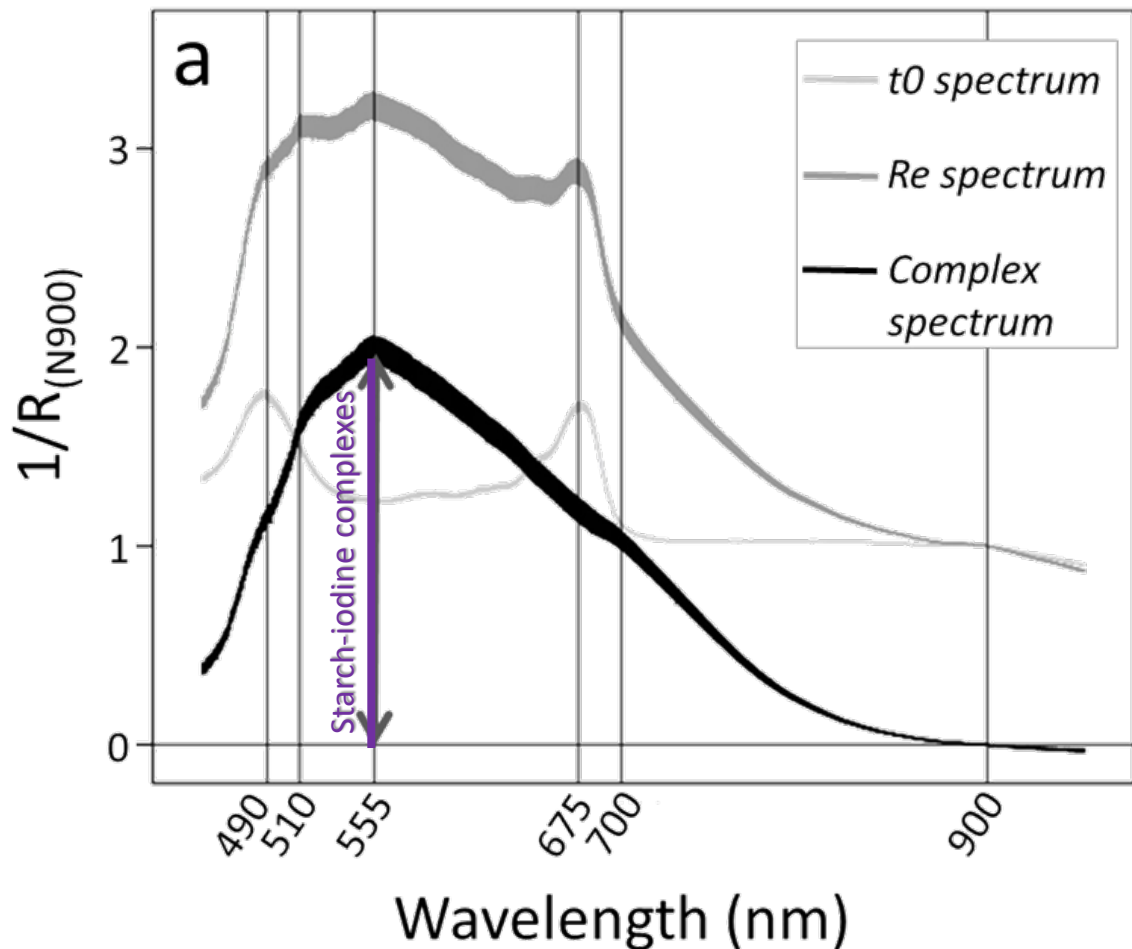 a
t0 spectrum
Re spectrum
Complex
spectrum
3
2
1
0
1/R(N900)
Starch-iodine complexes
490
510
555
675
700
900
Wavelength (nm)